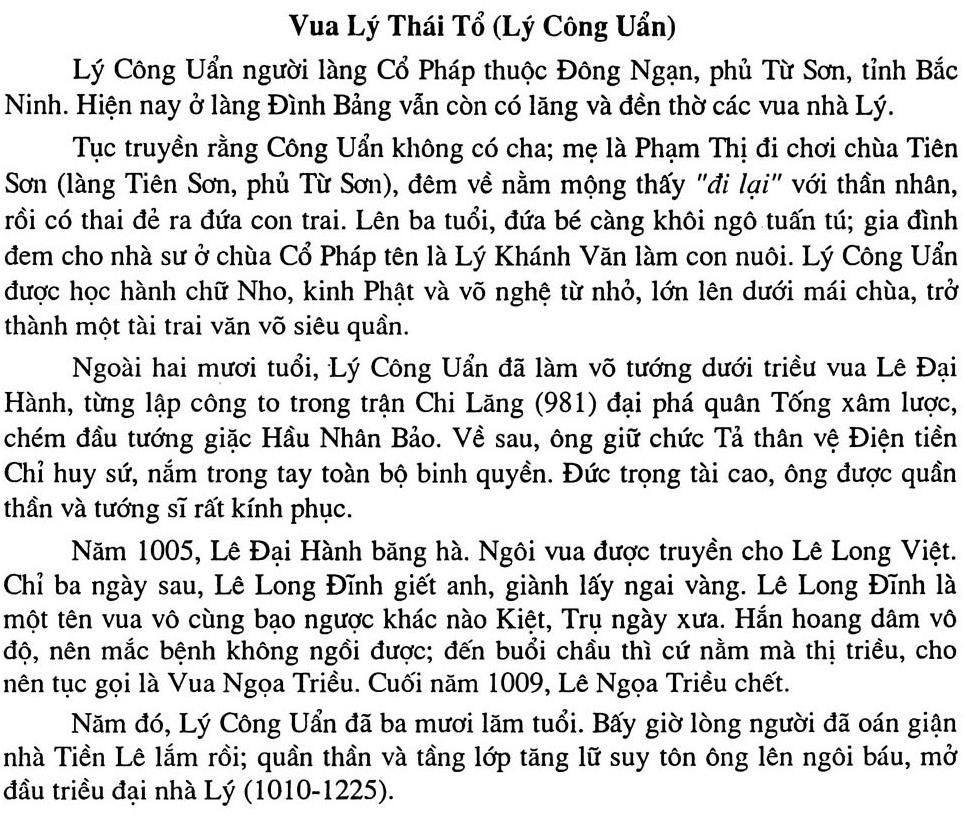 Vua Lý Thái Tổ (Lý Công Uẩn)
Lý Công Uẩn người làng Cổ Pháp thuộc Đông Ngạn, phủ Từ Sơn, tỉnh Bắc
Ninh. Hiện nay ở làng Đình Bảng vẫn còn có lăng và đền thờ các vua nhà Lý.
Tục truyền rằng Công Uẩn không có cha; mẹ là Phạm Thị đi chơi chùa Tiên
Sơn (làng Tiên Sơn, phủ Từ Sơn), đêm về nằm mộng thấy "đi lại" với thần nhân,
rồi có thai đẻ ra đứa con trai. Lên ba tuổi, đứa bé càng khôi ngô tuấn tú; gia đình
đem cho nhà sư ở chùa Cổ Pháp tên là Lý Khánh Văn làm con nuôi. Lý Công Uẩn
được học hành chữ Nho, kinh Phật và võ nghệ từ nhỏ, lớn lên dưới mái chùa, trở
thành một tài trai văn võ siêu quần.
Ngoài hai mươi tuổi, Lý Công Uẩn đã làm võ tướng dưới triều vua Lê Đại
Hành, từng lập công to trong trận Chi Lăng (981) đại phá quân Tống xâm lược,
chém đầu tướng giặc Hầu Nhân Bảo. Về sau, ông giữ chức Tả thân vệ Điện tiền
Chỉ huy sứ, nắm trong tay toàn bộ binh quyền. Đức trọng tài cao, ông được quần
thần và tướng sĩ rất kính phục.
Năm 1005, Lê Đại Hành băng hà. Ngôi vua được truyền cho Lê Long Việt.
Chỉ ba ngày sau, Lê Long Đĩnh giết anh, giành lấy ngai vàng. Lê Long Đĩnh là
một tên vua vô cùng bạo ngược khác nào Kiệt, Trụ ngày xưa. Hắn hoang dâm vô
độ, nên mắc bệnh không ngồi được; đến buổi chầu thì cứ nằm mà thị triều, cho
nên tục gọi là Vua Ngọa Triều. Cuối năm 1009, Lê Ngọa Triều chết.
Năm đó, Lý Công Uẩn đã ba mươi lăm tuổi. Bấy giờ lòng người đã oán giận
nhà Tiền Lê lắm rồi; quần thần và tầng lớp tăng lữ suy tôn ông lên ngôi báu, mở
đầu triều đại nhà Lý (1010-1225).